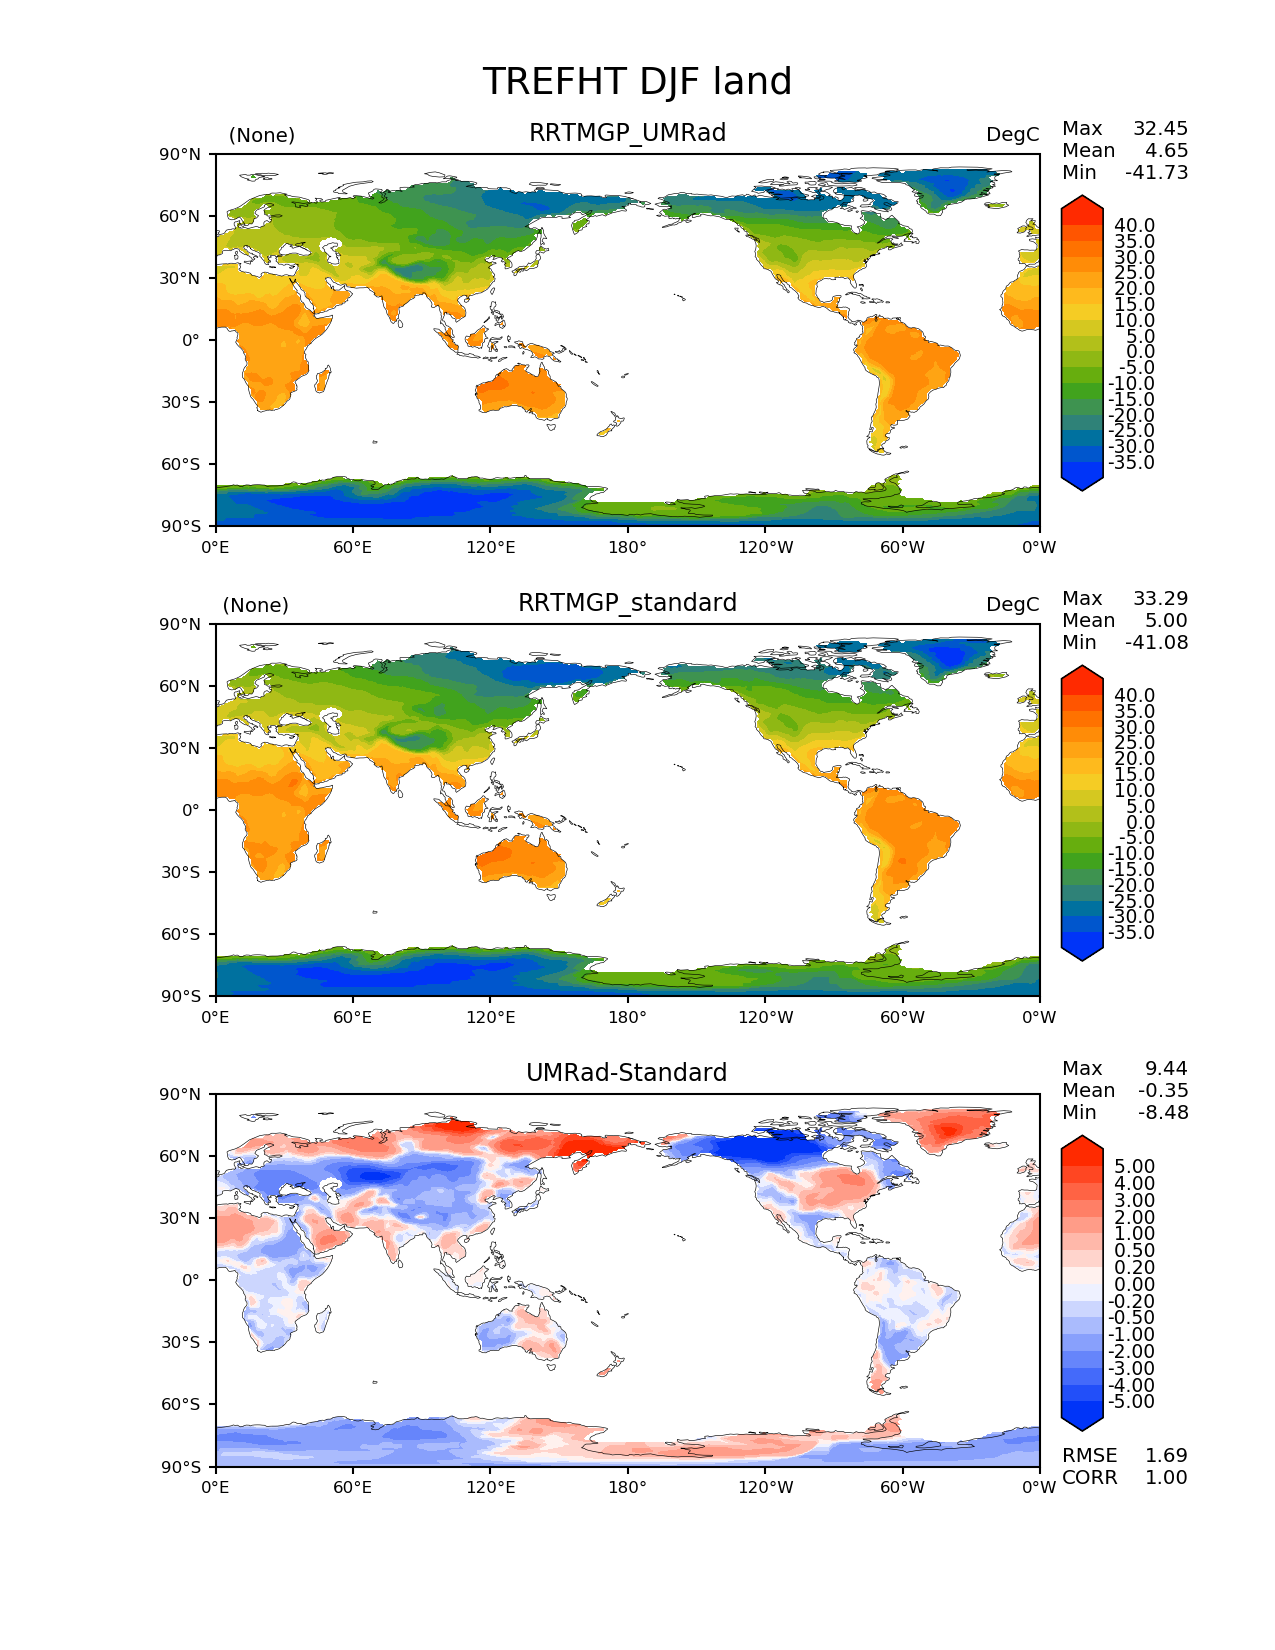 TREFHT DJF land
(None) RRTMGP_UMRad DegC
Max 32.45
Mean 4.65
Min -41.73
90°N
60°N
30°N
0°
30°S
60°S
90°S
0°E 60°E 120°E 180° 120°W 60°W 0°W
40.0
35.0
30.0
25.0
20.0
15.0
10.0
5.0
0.0
-5.0
-10.0
-15.0
-20.0
-25.0
-30.0
-35.0
(None) RRTMGP_standard DegC
Max 33.29
Mean 5.00
Min -41.08
90°N
60°N
30°N
0°
30°S
60°S
90°S
0°E 60°E 120°E 180° 120°W 60°W 0°W
40.0
35.0
30.0
25.0
20.0
15.0
10.0
5.0
0.0
-5.0
-10.0
-15.0
-20.0
-25.0
-30.0
-35.0
UMRad-Standard
Max 9.44
Mean -0.35
Min -8.48
90°N
60°N
30°N
0°
30°S
60°S
90°S
0°E 60°E 120°E 180° 120°W 60°W 0°W
5.00
4.00
3.00
2.00
1.00
0.50
0.20
0.00
-0.20
-0.50
-1.00
-2.00
-3.00
-4.00
-5.00
RMSE 1.69
CORR 1.00